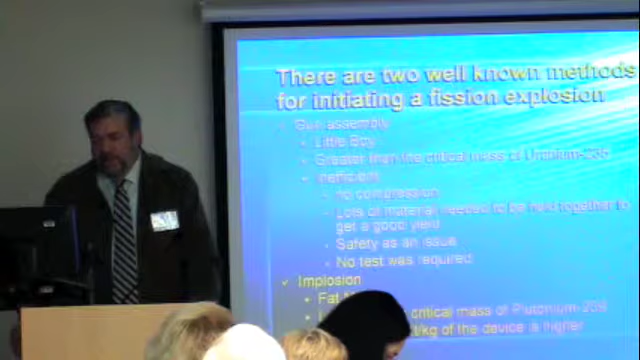 There are two well known methods
for initiating a fission explosion
Gun assembly
Little Boy
Greater than the critical mass of Uranium-235
Inefficient
no compression
Lots of material needed to be held together to
get a good yield
Safety as an issue
No test was required
Implosion
Fat
critical mass of Plutonium-239
t/kg of the device is higher